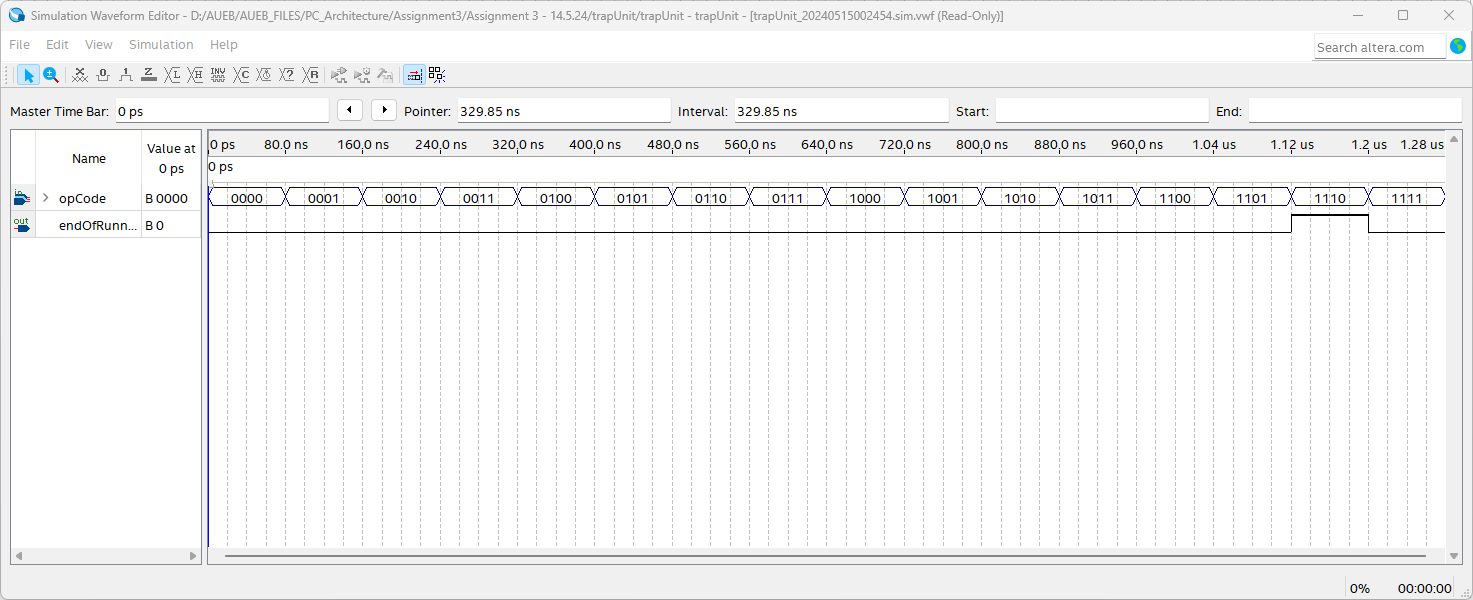 Simulation Waveform Editor - D:/AUEB/AUEB_FILES/PC_Architecture/Assignment3/Assignment 3 - 14.5.24/trapUnit/trapUnit - trapUnit - [trapUnit_20240515002454.sim.vwf (Read-Only)]
File Edit View Simulation Help
Search altera.com
Master Time Bar: 0 ps Pointer: 329.85 ns Interval: 329.85 ns Start: End:
Name Value at 0 ps
0 ps 80.0 ns 160.0 ns 240.0 ns 320.0 ns 400.0 ns 480.0 ns 560.0 ns 640.0 ns 720.0 ns 800.0 ns 880.0 ns 960.0 ns 1.04 us 1.12 us 1.2 us 1.28 us
0 ps
in opCode B 0000 0000 0001 0010 0011 0100 0101 0110 0111 1000 1001 1010 1011 1100 1101 1110 1111
out endOfRunn... B 0
0% 00:00:00